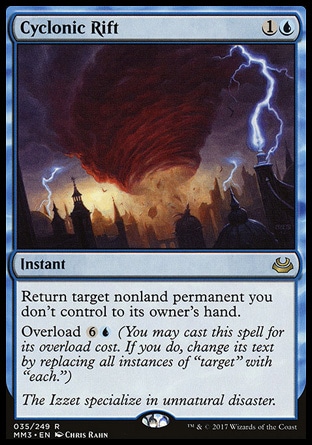 Cyclonic Rift 1
Instant
Return target nonland permanent you
don't control to its owner's hand.
Overload 6 (You may cast this spell for
its overload cost. If you do, change its text
by replacing all instances of “target” with
“each.”)
The Izzet specialize in unnatural disaster.
035/249 R
MM3 • EN Chris Rahn ™ & © 2017 Wizards of the Coast